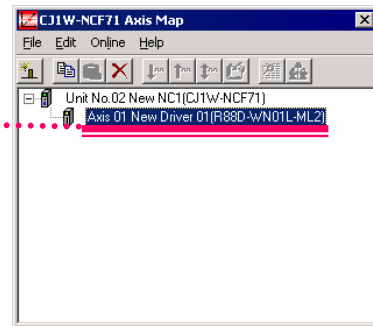 CJ1W-NCF71 Axis Map
File Edit Online Help
Unit No.02 New NC1(CJ1W-NCF71)
Axis 01 New Driver 01(R88D-WN01L-ML2)